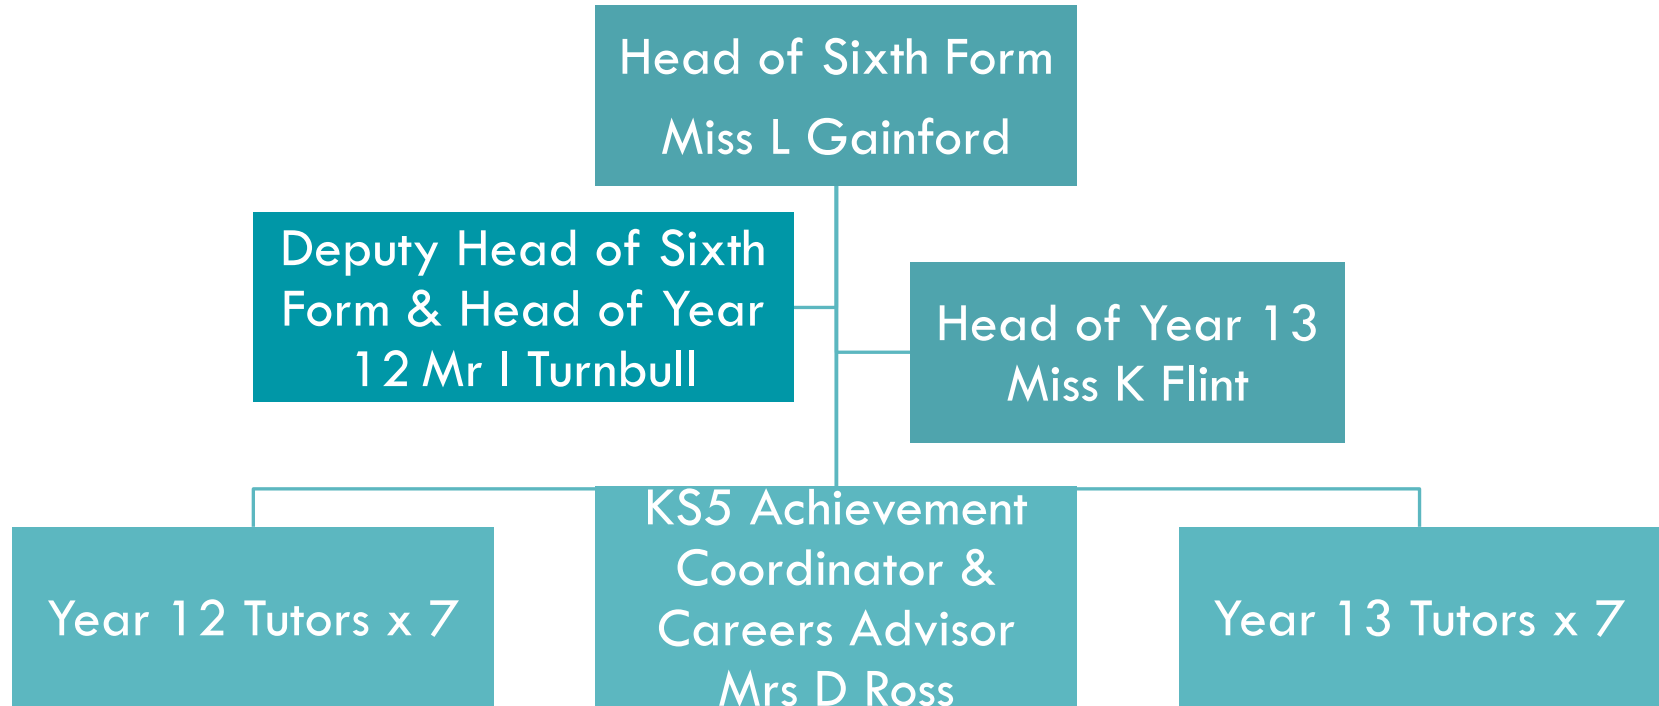 Head of Sixth Form
Miss L Gainford
Deputy Head of Sixth
Form & Head of Year
12 Mr I Turnbull
Head of Year 13
Miss K Flint
Year 12 Tutors x 7
KS5 Achievement
Coordinator &
Careers Advisor
Mrs D Ross
Year 13 Tutors x 7